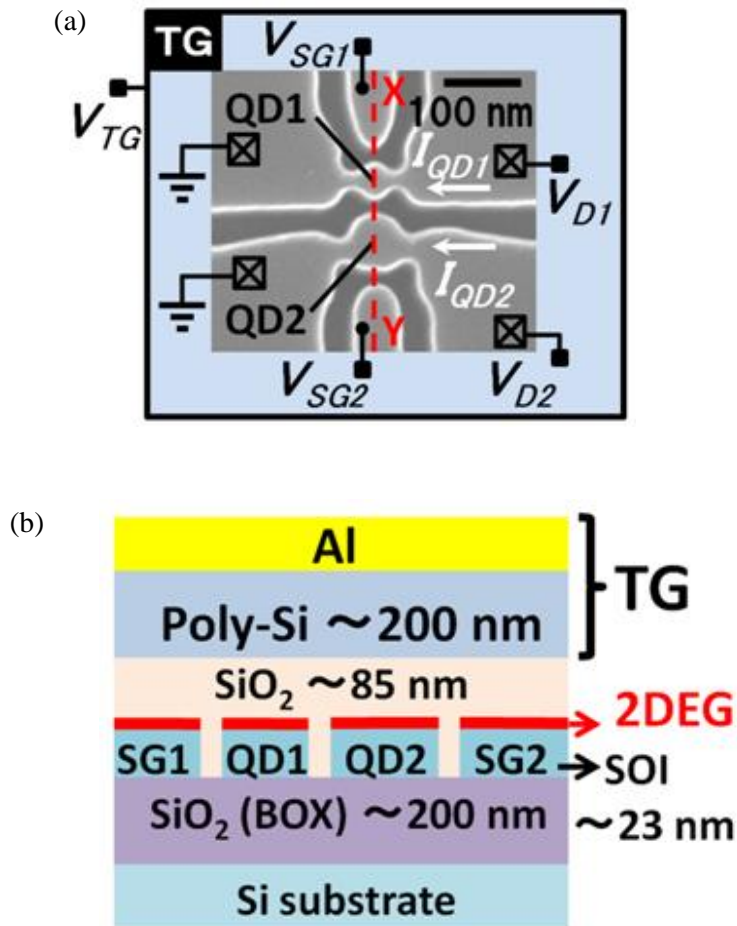 (a)
TG
V_SG1
X
100 nm
V_TG
QD1
I_QD1
V_D1
I_QD2
QD2
Y
V_SG2
V_D2
(b)
Al
Poly-Si ~200 nm
TG
SiO₂ ~85 nm
2DEG
SG1 QD1 QD2 SG2
SOI
SiO₂ (BOX) ~200 nm
~23 nm
Si substrate